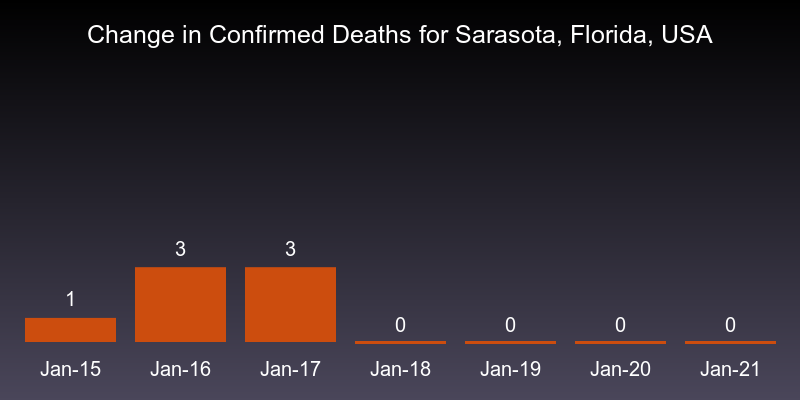 Change in Confirmed Deaths for Sarasota, Florida, USA
1 3 3 0 0 0 0
Jan-15 Jan-16 Jan-17 Jan-18 Jan-19 Jan-20 Jan-21